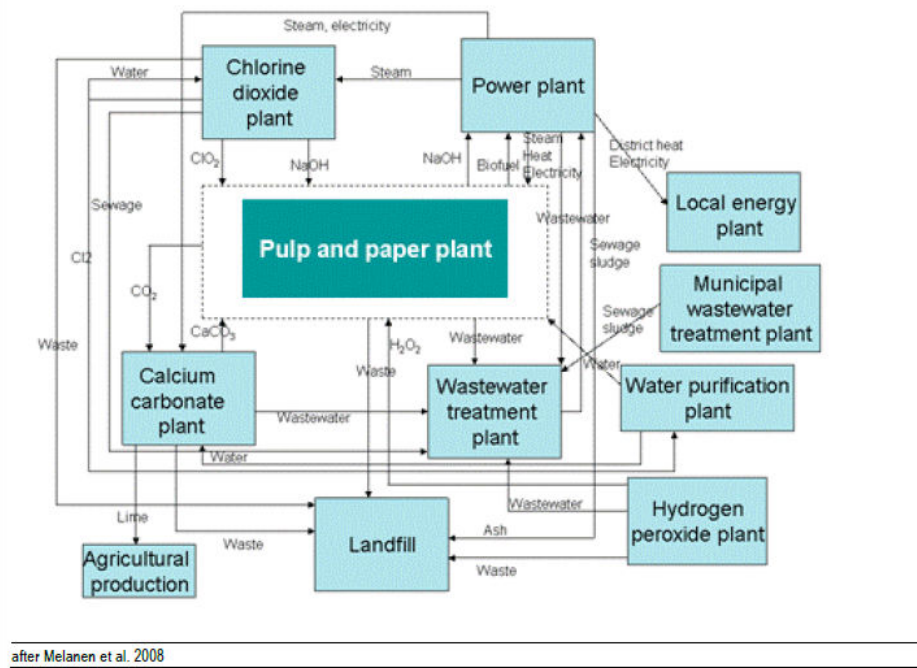 Steam, electricity
Water
Chlorine
dioxide
plant
Steam
Power plant
ClO2
NaOH
NaOH
Biofuel
Steam
Heat
Electricity
District heat
Electricity
Local energy
plant
Sewage
Wastewater
Pulp and paper plant
Cl2
Sewage
sludge
Municipal
wastewater
treatment plant
CO2
Sewage
sludge
CaCO3
H2O2
Wastewater
Waste
Waste
Water
Calcium
carbonate
plant
Wastewater
Wastewater
treatment
plant
Water purification
plant
Water
Wastewater
Hydrogen
peroxide plant
Lime
Waste
Landfill
Ash
Waste
Agricultural
production
after Melanen et al. 2008